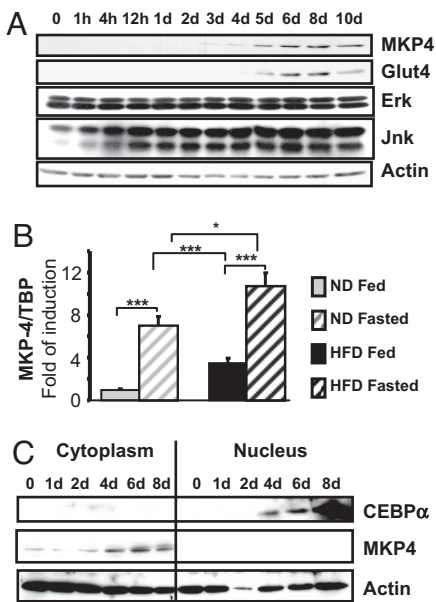 A
0 1h 4h 12h 1d 2d 3d 4d 5d 6d 8d 10d
MKP4
Glut4
Erk
Jnk
Actin
B
MKP-4/TBP
Fold of induction
12
8
4
0
*
***
***
***
ND Fed
ND Fasted
HFD Fed
HFD Fasted
C
Cytoplasm Nucleus
0 1d 2d 4d 6d 8d 0 1d 2d 4d 6d 8d
CEBPα
MKP4
Actin